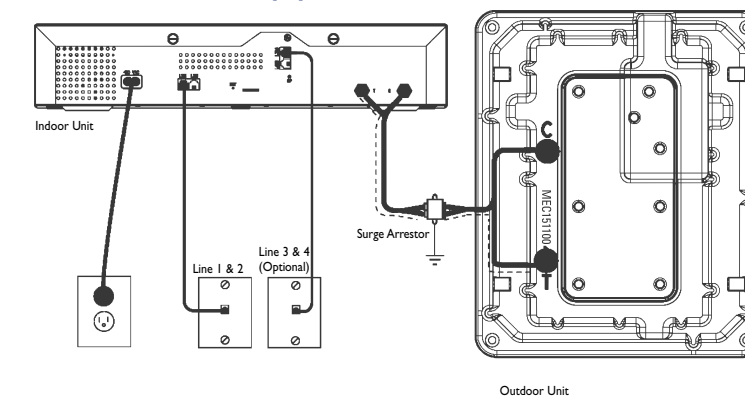 Indoor Unit
T
C
MEC151100
T
Surge Arrestor
Line 1 & 2
Line 3 & 4
(Optional)
Outdoor Unit